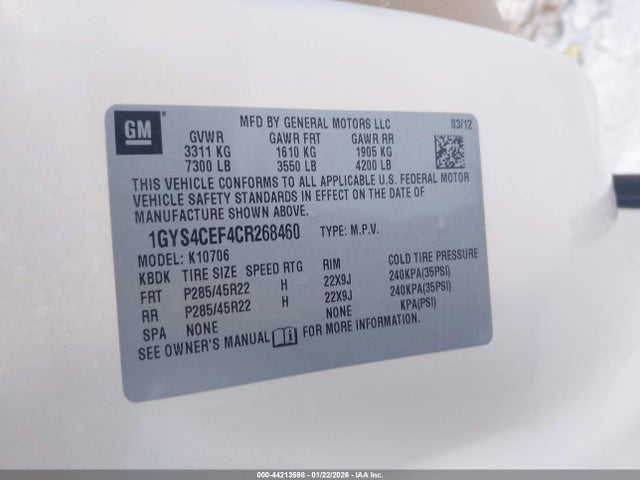 GM
MFD BY GENERAL MOTORS LLC 03/12
GVWR GAWR FRT GAWR RR
3311 KG 1610 KG 1905 KG
7300 LB 3550 LB 4200 LB
THIS VEHICLE CONFORMS TO ALL APPLICABLE U.S. FEDERAL MOTOR
VEHICLE SAFETY STANDARDS IN EFFECT ON THE DATE OF
MANUFACTURE SHOWN ABOVE.
1GYS4CEF4CR268460 TYPE: M.P.V.
MODEL: K10706
KBDK TIRE SIZE SPEED RTG RIM COLD TIRE PRESSURE
FRT P285/45R22 H 22X9J 240KPA(35PSI)
RR P285/45R22 H 22X9J 240KPA(35PSI)
SPA NONE NONE KPA(PSI)
SEE OWNER'S MANUAL i FOR MORE INFORMATION.
000-44213598 - 01/22/2026 - IAA Inc.